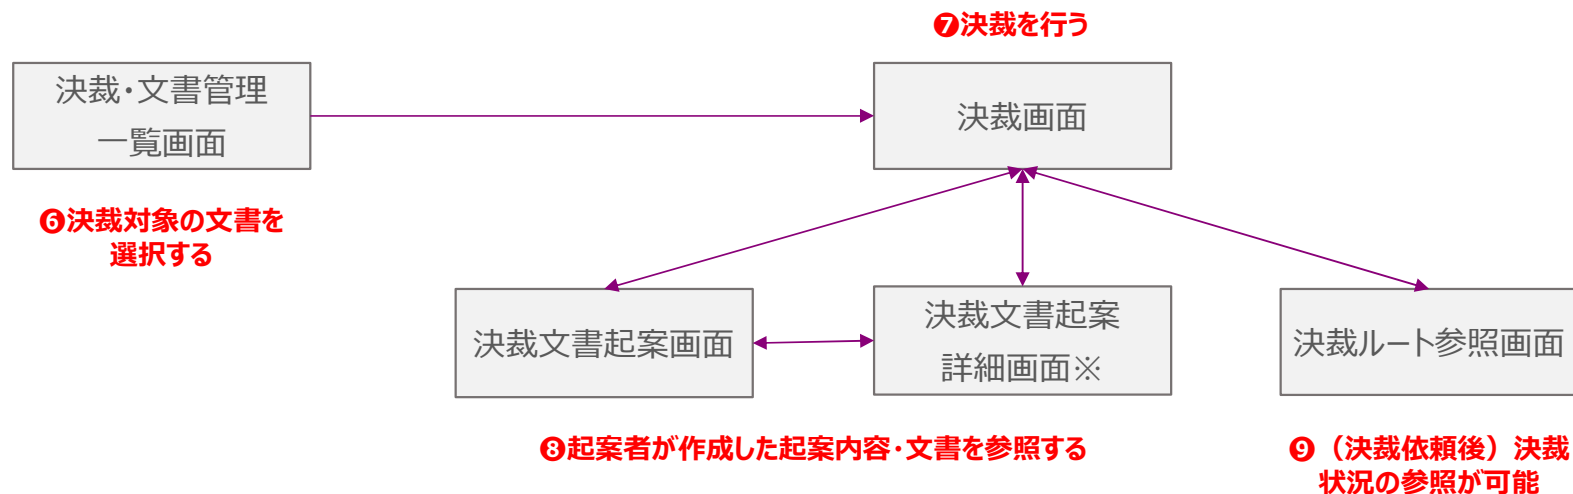 ❼決裁を行う
決裁・文書管理
一覧画面
決裁画面
❻決裁対象の文書を
選択する
決裁文書起案画面
決裁文書起案
詳細画面※
決裁ルート参照画面
❽起案者が作成した起案内容・文書を参照する
❾（決裁依頼後）決裁
状況の参照が可能